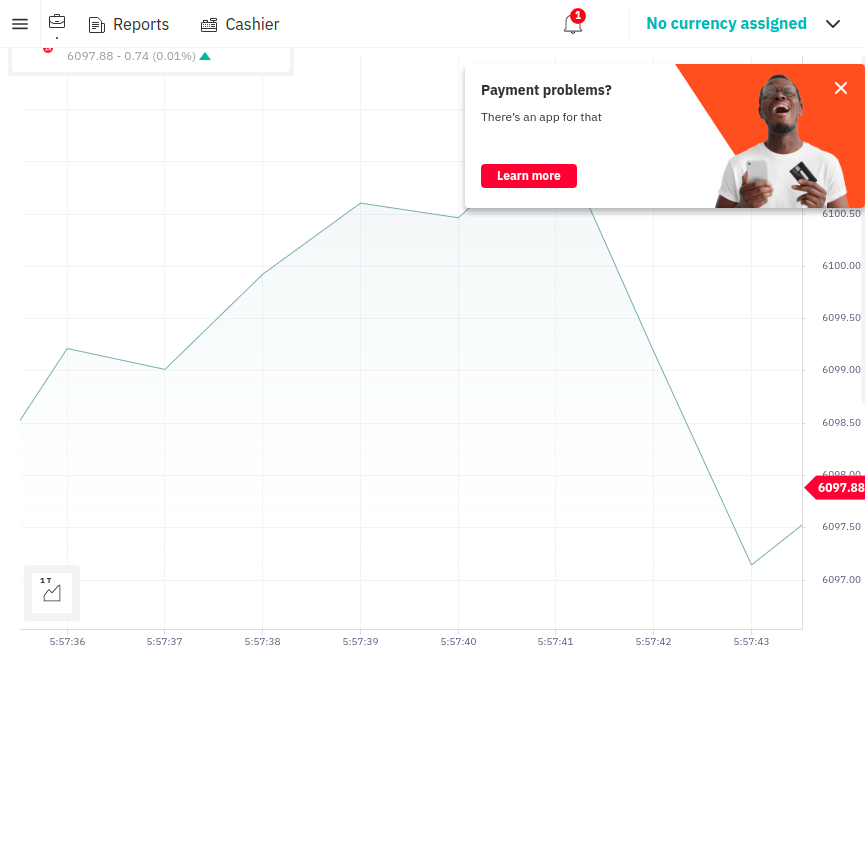 Reports
Cashier
1
No currency assigned
6097.88 - 0.74 (0.01%)
Payment problems?
There's an app for that
Learn more
6100.50
6100.00
6099.50
6099.00
6098.50
6098.00
6097.88
6097.50
6097.00
1 T
5:57:36
5:57:37
5:57:38
5:57:39
5:57:40
5:57:41
5:57:42
5:57:43